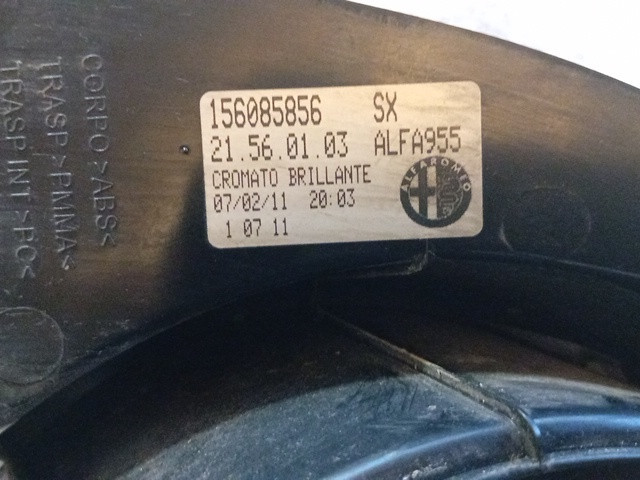 156085856 SX
21.56.01.03 ALFA955
CROMATO BRILLANTE
07/02/11 20:03
1 07 11
ALFA ROMEO
CORPO >ABS<
TRASP >PMMA<
TRASP INT >PC<